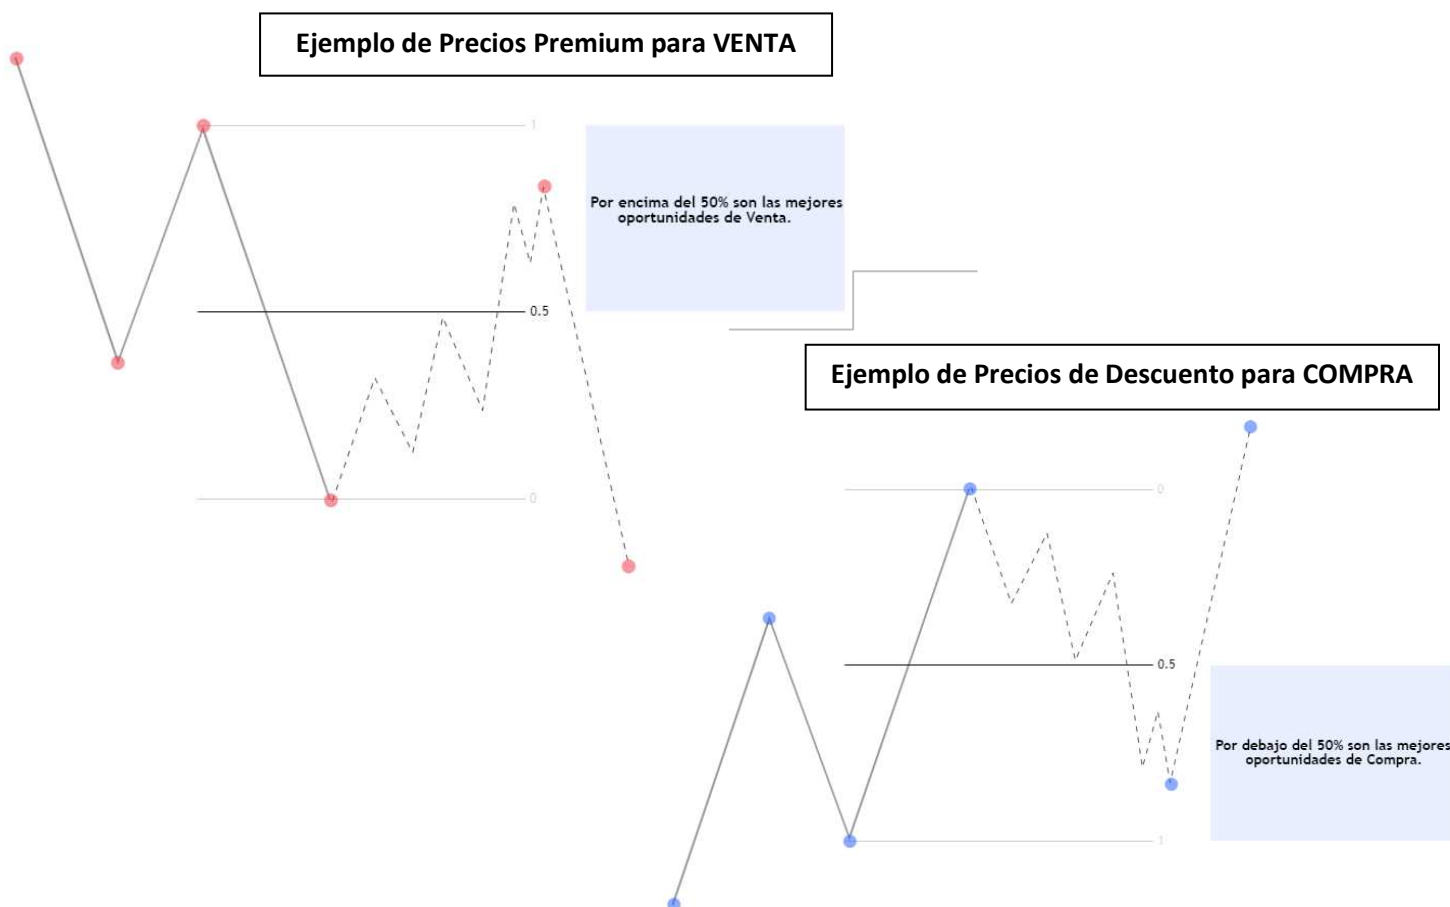 Ejemplo de Precios Premium para VENTA
1
Por encima del 50% son las mejores
oportunidades de Venta.
0.5
0
Ejemplo de Precios de Descuento para COMPRA
0
0.5
Por debajo del 50% son las mejores
oportunidades de Compra.
1